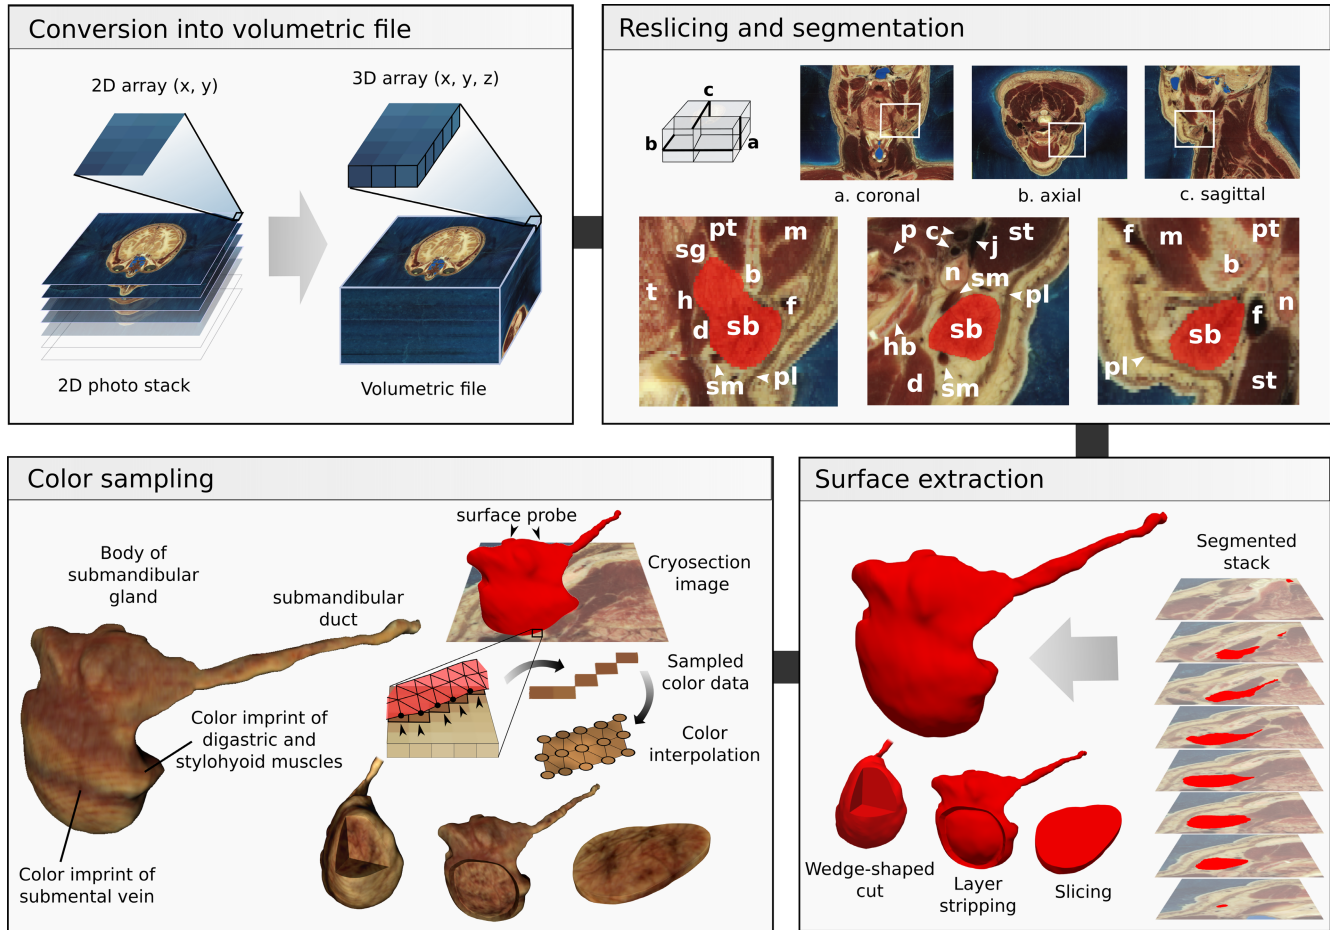 Conversion into volumetric file
2D array (x, y)
3D array (x, y, z)
2D photo stack
Volumetric file
Reslicing and segmentation
c
b
a
a. coronal
b. axial
c. sagittal
pt
m
sg
b
t
h
f
d
sb
sm
pl
p
c
st
j
n
sm
pl
sb
hb
d
sm
f
m
pt
b
n
sb
f
pl
st
Color sampling
surface probe
Body of
submandibular
gland
submandibular
duct
Cryosection
image
Sampled
color data
Color imprint of
digastric and
stylohyoid muscles
Color
interpolation
Color imprint of
submental vein
Surface extraction
Segmented
stack
Wedge-shaped
cut
Layer
stripping
Slicing